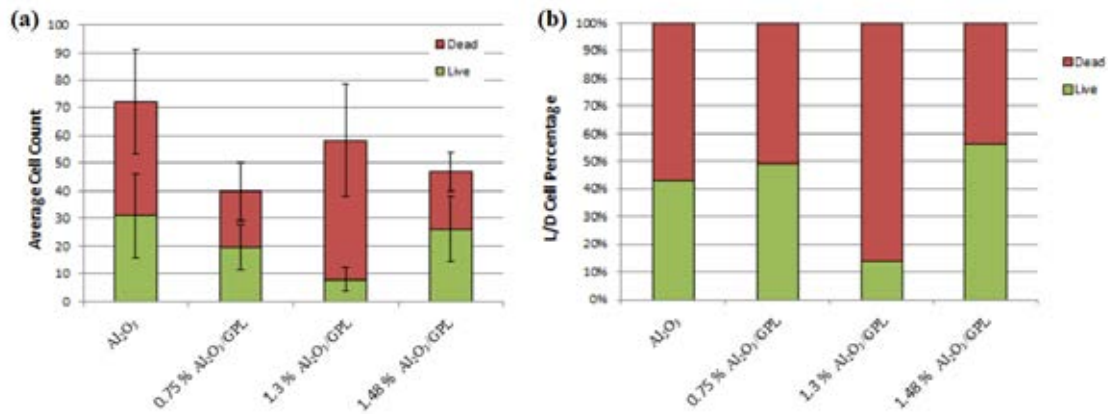 (a)
100
90
80
70
60
50
40
30
20
10
0
Average Cell Count
Dead
Live
Al₂O₃
0.75 % Al₂O₃/GPL
1.3 % Al₂O₃/GPL
1.48 % Al₂O₃/GPL
(b)
100%
90%
80%
70%
60%
50%
40%
30%
20%
10%
0%
L/D Cell Percentage
Dead
Live
Al₂O₃
0.75 % Al₂O₃/GPL
1.3 % Al₂O₃/GPL
1.48 % Al₂O₃/GPL